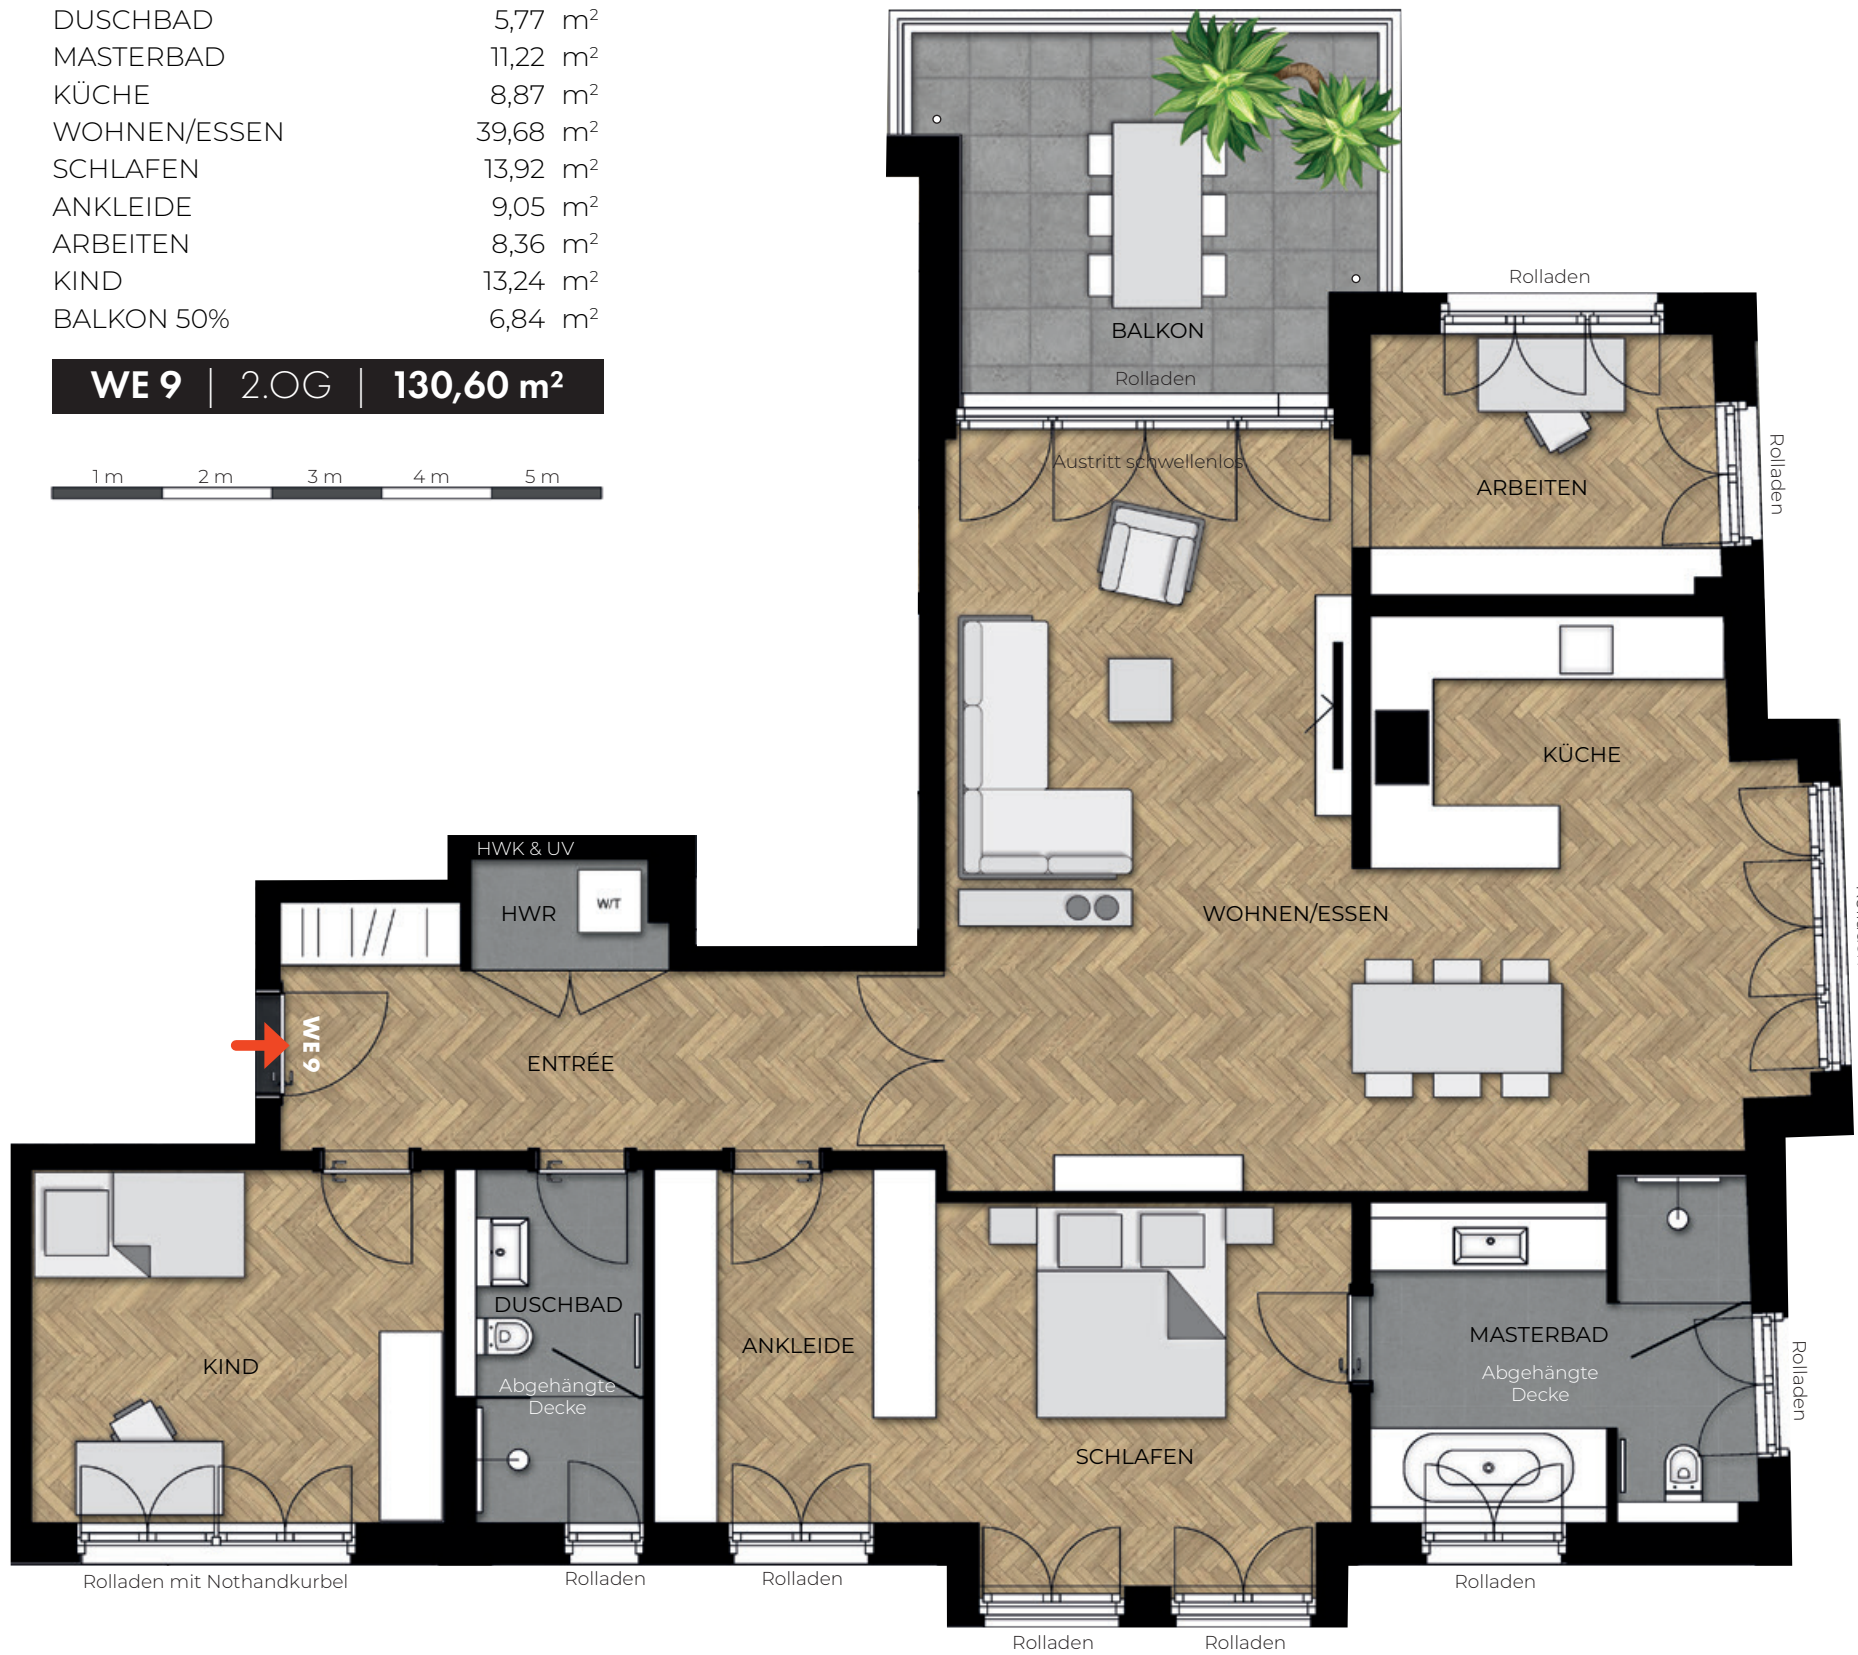 DUSCHBAD 5,77 m²
MASTERBAD 11,22 m²
KÜCHE 8,87 m²
WOHNEN/ESSEN 39,68 m²
SCHLAFEN 13,92 m²
ANKLEIDE 9,05 m²
ARBEITEN 8,36 m²
KIND 13,24 m²
BALKON 50% 6,84 m²
WE 9 | 2.OG | 130,60 m²
1 m 2 m 3 m 4 m 5 m
Rolladen
BALKON
Rolladen
Austritt schwellenlos
ARBEITEN
Rolladen
KÜCHE
HWK & UV
HWR
W/T
WOHNEN/ESSEN
WE 9
ENTRÉE
DUSCHBAD
Abgehängte
Decke
KIND
ANKLEIDE
SCHLAFEN
MASTERBAD
Abgehängte
Decke
Rolladen
Rolladen mit Nothandkurbel
Rolladen
Rolladen
Rolladen
Rolladen
Rolladen